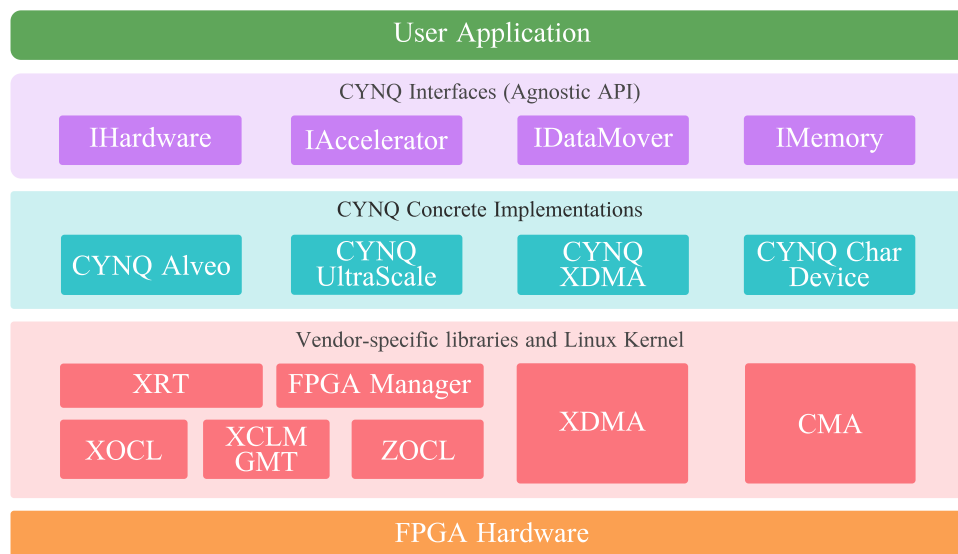 User Application
CYNQ Interfaces (Agnostic API)
IHardware
IAccelerator
IDataMover
IMemory
CYNQ Concrete Implementations
CYNQ Alveo
CYNQ
UltraScale
CYNQ
XDMA
CYNQ Char
Device
Vendor-specific libraries and Linux Kernel
XRT
FPGA Manager
XDMA
CMA
XOCL
XCLM
GMT
ZOCL
FPGA Hardware